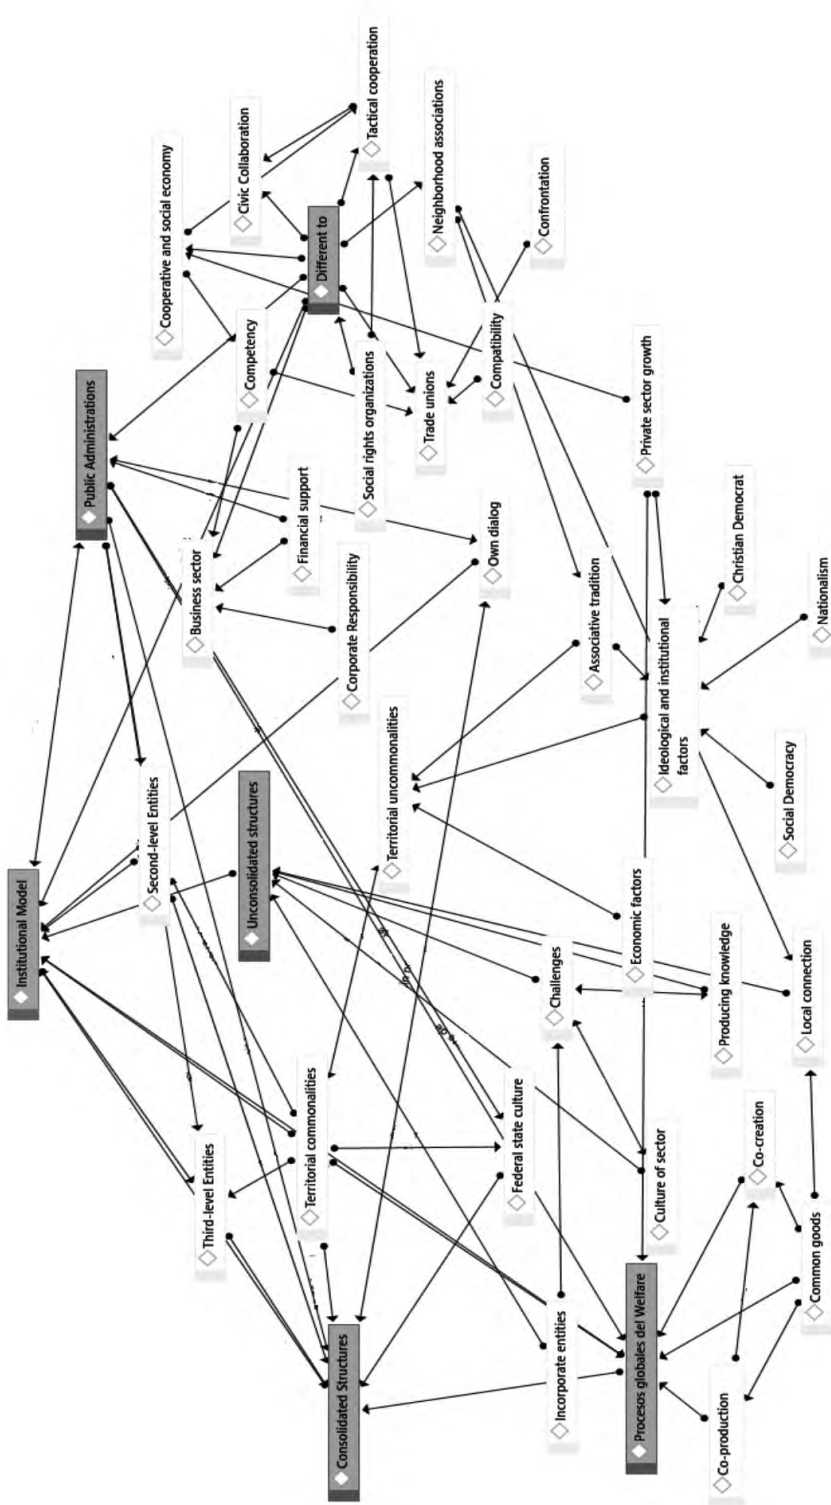 Institutional Model
Public Administrations
Second-level Entities
Cooperative and social economy
Third-level Entities
Business sector
Civic Collaboration
Competency
Unconsolidated structures
Territorial commonalities
Financial support
Different to
Consolidated Structures
Corporate Responsibility
Social rights organizations
Tactical cooperation
Territorial uncommonalities
Trade unions
Neighborhood associations
Own dialog
Compatibility
Federal state culture
Confrontation
Challenges
Incorporate entities
Associative tradition
Economic factors
Private sector growth
Procesos globales del Welfare
Culture of sector
Ideological and institutional
factors
Co-production
Co-creation
Producing knowledge
Christian Democrat
Social Democracy
Common goods
Local connection
Nationalism